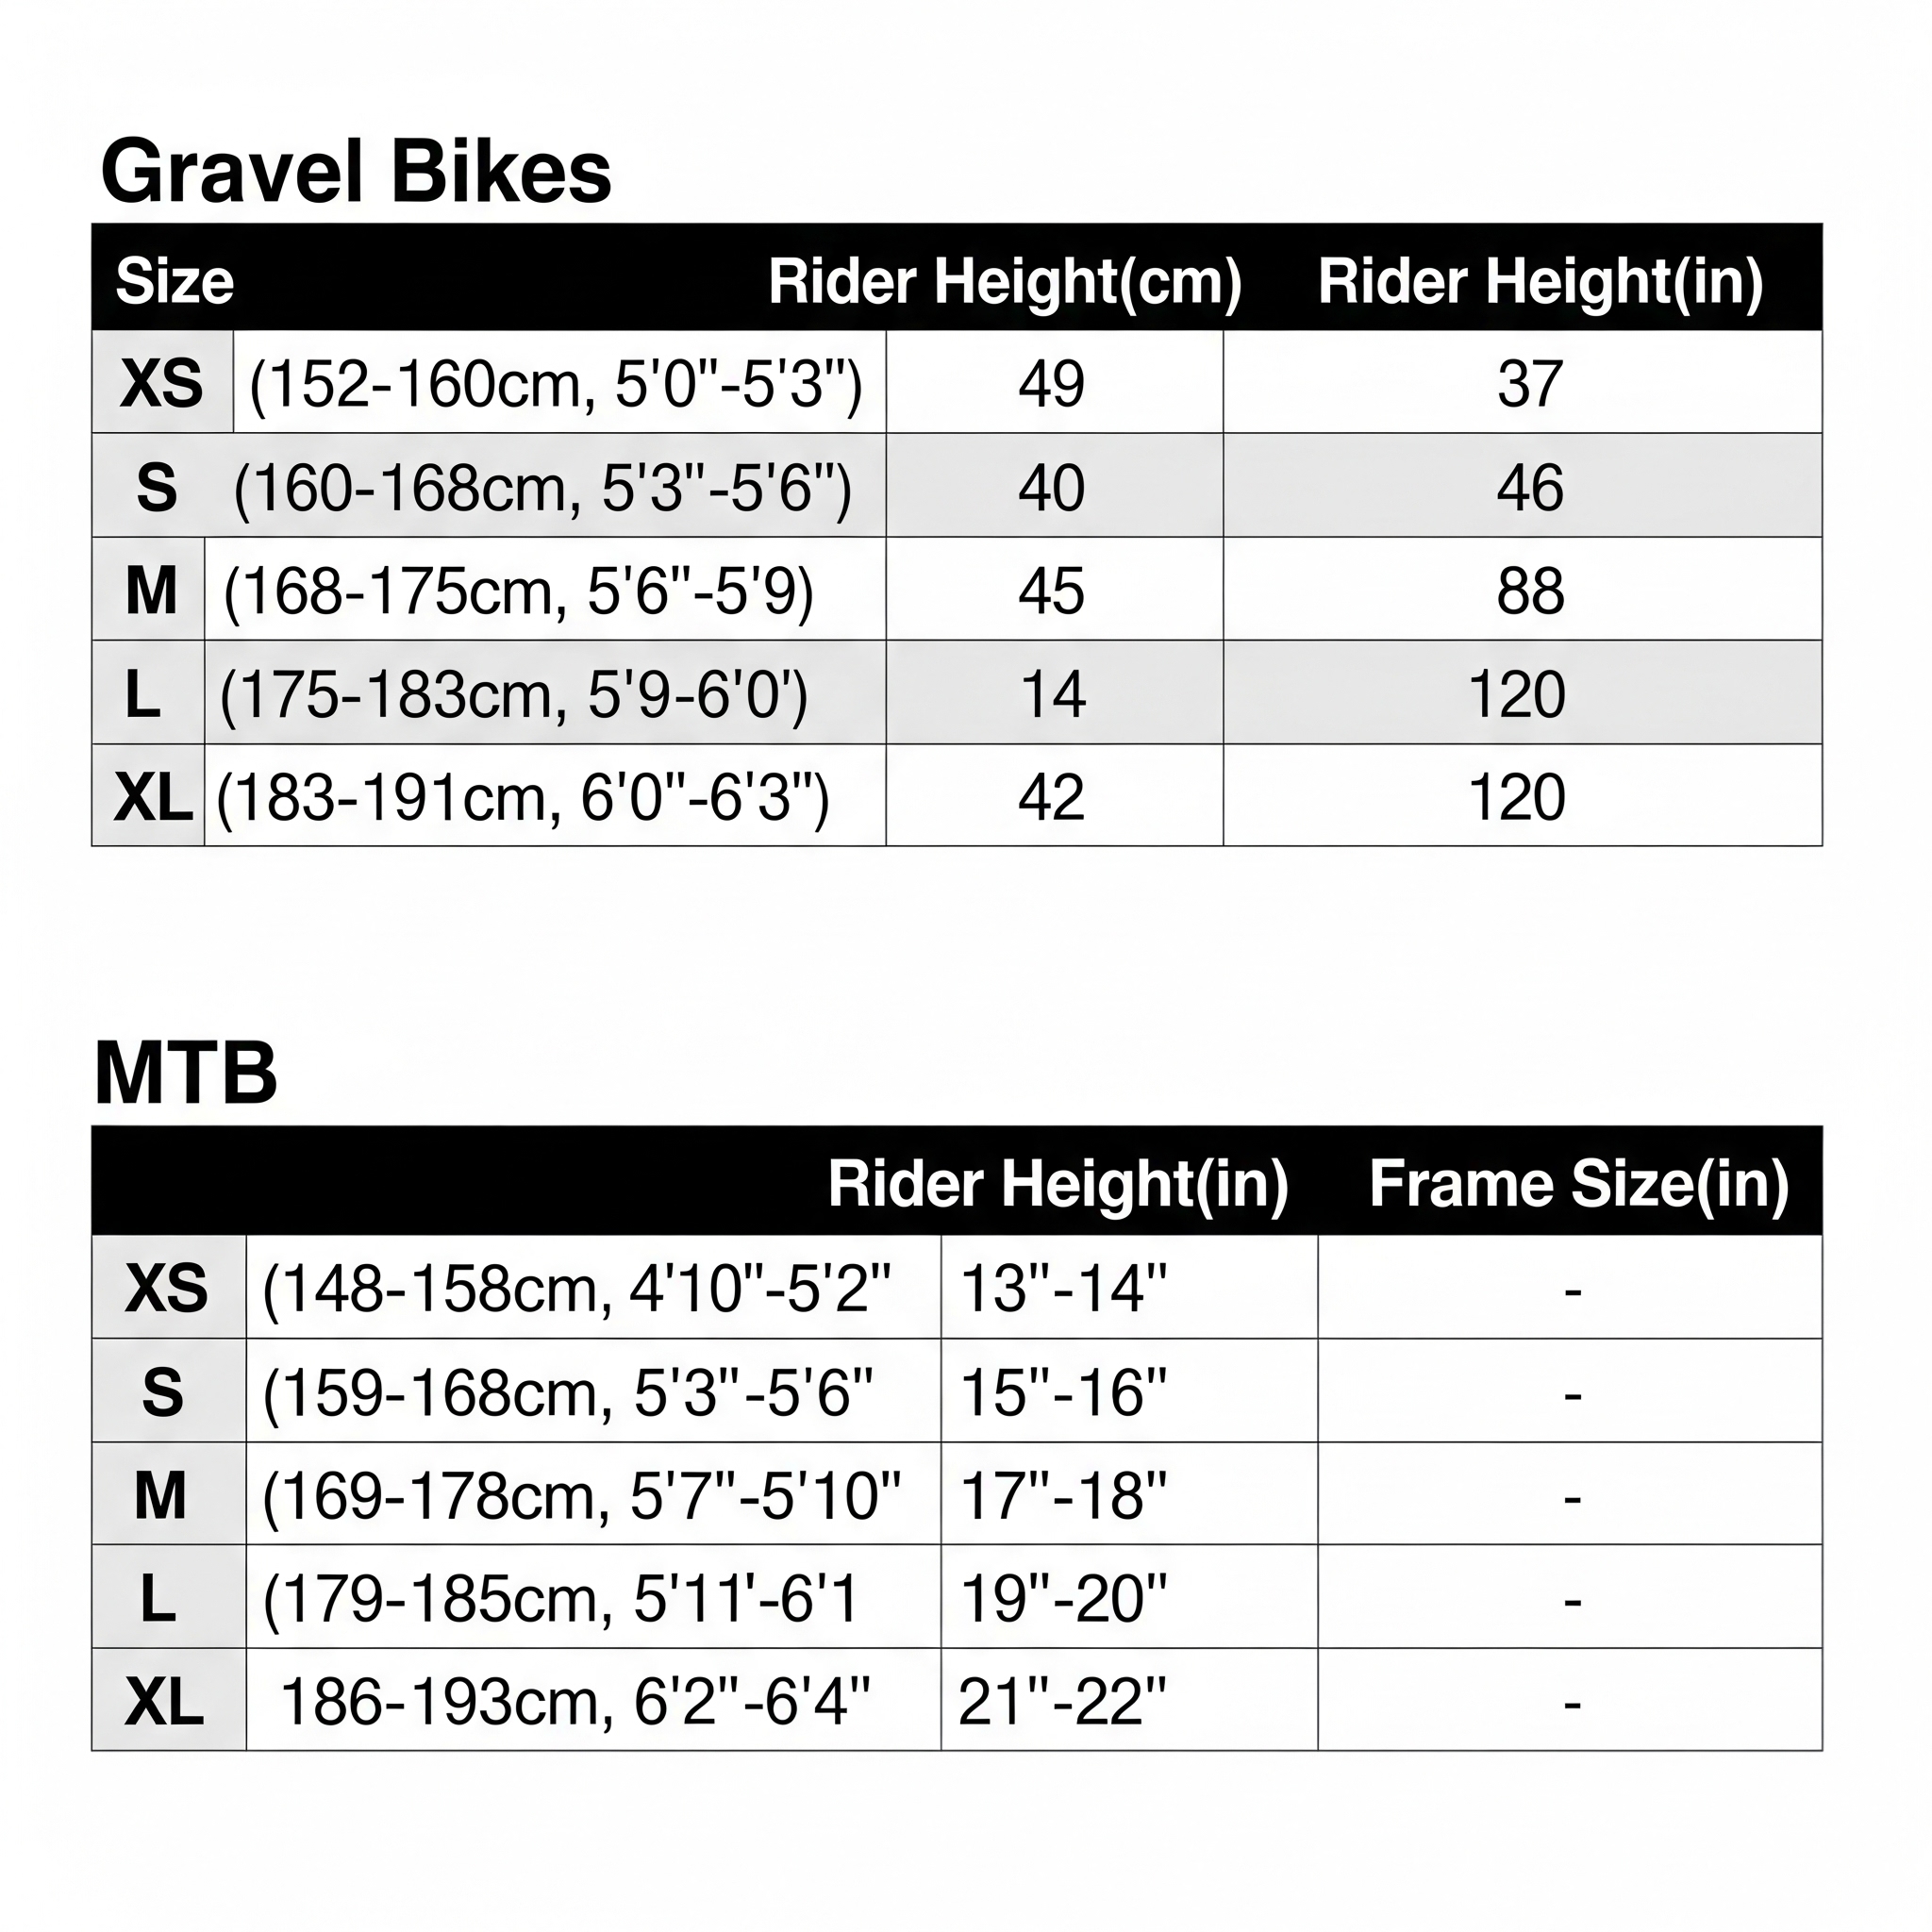 Gravel Bikes
Size Rider Height(cm) Rider Height(in)
XS (152-160cm, 5'0"-5'3") 49 37
S (160-168cm, 5'3"-5'6") 40 46
M (168-175cm, 5'6"-5'9) 45 88
L (175-183cm, 5'9-6'0') 14 120
XL (183-191cm, 6'0"-6'3") 42 120
MTB
Rider Height(in) Frame Size(in)
XS (148-158cm, 4'10"-5'2" 13"-14" -
S (159-168cm, 5'3"-5'6" 15"-16" -
M (169-178cm, 5'7"-5'10" 17"-18" -
L (179-185cm, 5'11'-6'1 19"-20" -
XL 186-193cm, 6'2"-6'4" 21"-22" -